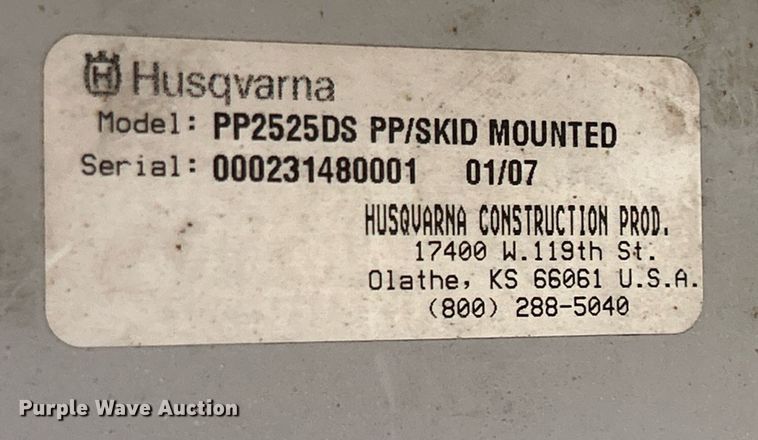 Husqvarna
Model: PP2525DS PP/SKID MOUNTED
Serial: 000231480001 01/07
HUSQVARNA CONSTRUCTION PROD.
17400 W.119th St.
Olathe, KS 66061 U.S.A.
(800) 288-5040
Purple Wave Auction